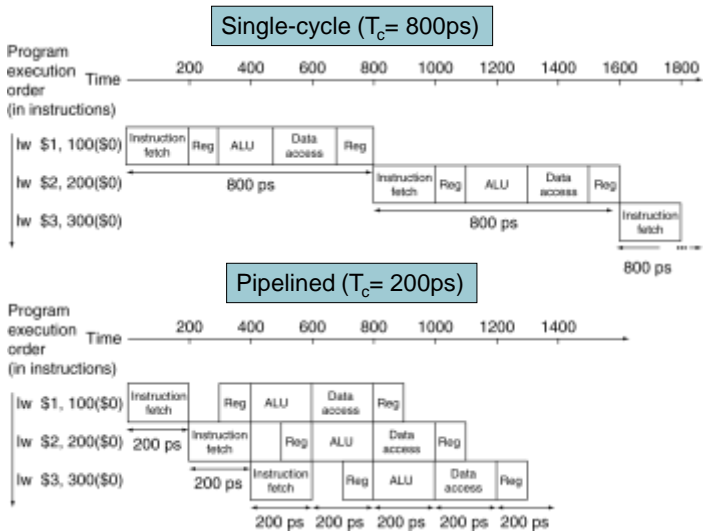 Single-cycle (Tc= 800ps)
Program
execution
order
(in instructions)
Time
200 400 600 800 1000 1200 1400 1600 1800
lw $1, 100($0)
Instruction
fetch
Reg
ALU
Data
access
Reg
800 ps
lw $2, 200($0)
Instruction
fetch
Reg
ALU
Data
access
Reg
800 ps
lw $3, 300($0)
Instruction
fetch
800 ps
Pipelined (Tc= 200ps)
Program
execution
order
(in instructions)
Time
200 400 600 800 1000 1200 1400
lw $1, 100($0)
Instruction
fetch
Reg
ALU
Data
access
Reg
lw $2, 200($0)
200 ps
Instruction
fetch
Reg
ALU
Data
access
Reg
lw $3, 300($0)
200 ps
Instruction
fetch
Reg
ALU
Data
access
Reg
200 ps 200 ps 200 ps 200 ps 200 ps